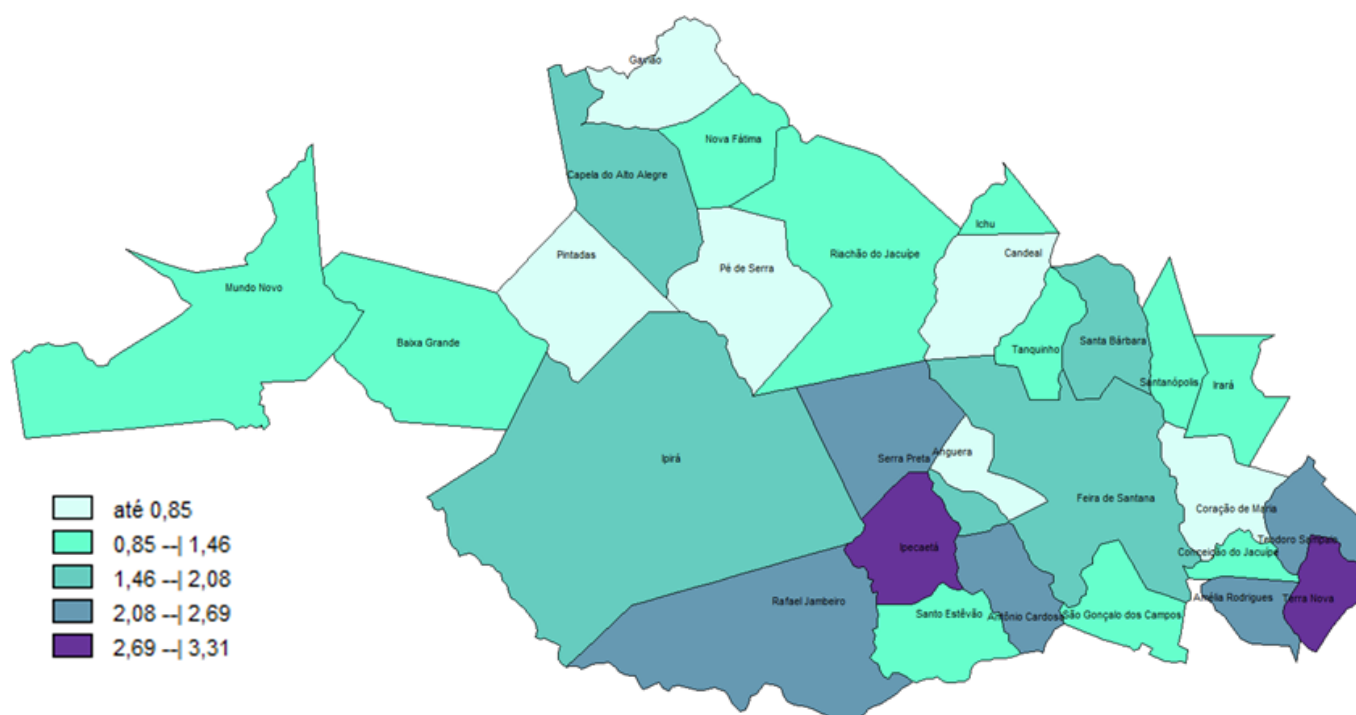 Gavião
Nova Fátima
Capela do Alto Alegre
Ichu
Pintadas
Pé de Serra
Riachão do Jacuípe
Candeal
Mundo Novo
Baixa Grande
Tanquinho
Santa Bárbara
Santanópolis
Irará
Ipirá
Serra Preta
Anguera
Feira de Santana
Coração de Maria
Teodoro Sampaio
Ipecaetá
Conceição do Jacuípe
Rafael Jambeiro
Santo Estêvão
Antônio Cardoso
São Gonçalo dos Campos
Amélia Rodrigues
Terra Nova
até 0,85
0,85 --| 1,46
1,46 --| 2,08
2,08 --| 2,69
2,69 --| 3,31